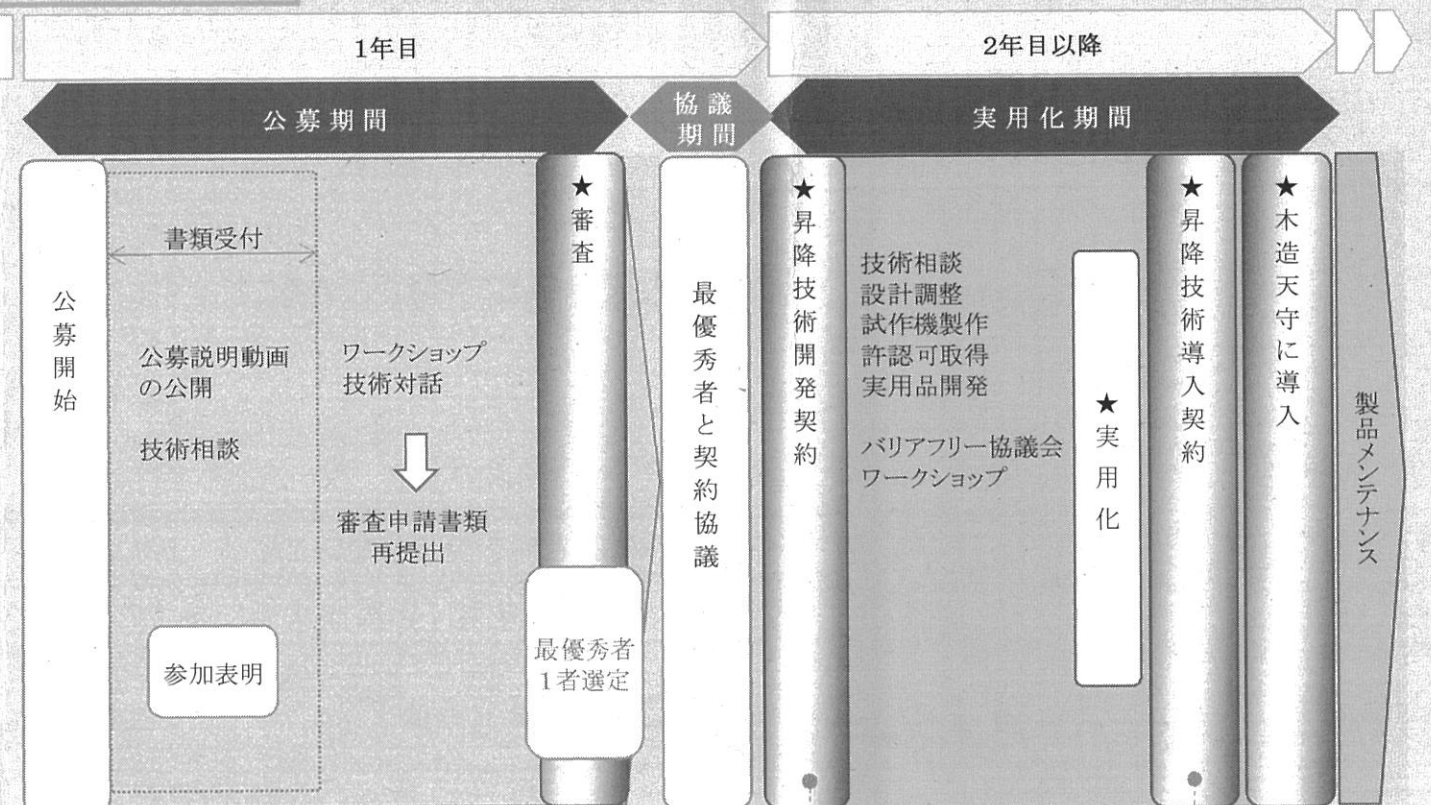 1年目
2年目以降
公募期間
協議
期間
実用化期間
公募開始
書類受付
公募説明動画
の公開
技術相談
参加表明
ワークショップ
技術対話
審査申請書類
再提出
★審査
最優秀者
1者選定
最優秀者と契約協議
★昇降技術開発契約
技術相談
設計調整
試作機製作
許認可取得
実用品開発
バリアフリー協議会
ワークショップ
★実用化
★昇降技術導入契約
★木造天守に導入
製品メンテナンス